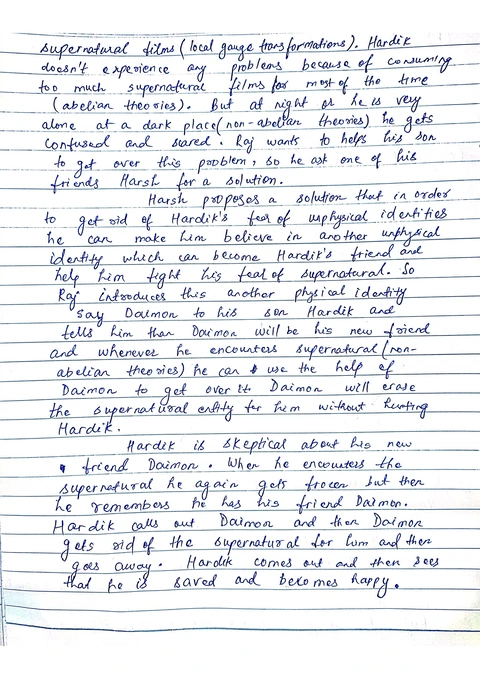 supernatural films (local gauge transformations). Hardik
doesn't experience any problems because of consuming
too much supernatural films for most of the time
(abelian theories). But at night or he is very
alone at a dark place (non-abelian theories) he gets
confused and scared. Raj wants to helps his son
to get over this problem, so he ask one of his
friends Harsh for a solution.
Harsh proposes a solution that in order
to get rid of Hardik's fear of unphysical identities
he can make him believe in another unphysical
identity which can become Hardik's friend and
help him fight his fear of supernatural. So
Raj introduces this another physical identity
say Daimon to his son Hardik and
tells him than Daimon will be his new friend
and whenever he encounters supernatural (non-
abelian theories) he can use the help of
Daimon to get over it Daimon will erase
the supernatural entity for him without hurting
Hardik.
Hardik is skeptical about his new
friend Daimon. When he encounters the
supernatural he again gets frozen but then
he remembers he has his friend Daimon.
Hardik calls out Daimon and then Daimon
gets rid of the supernatural for him and then
goes away. Hardik comes out and then sees
that he is saved and becomes happy.